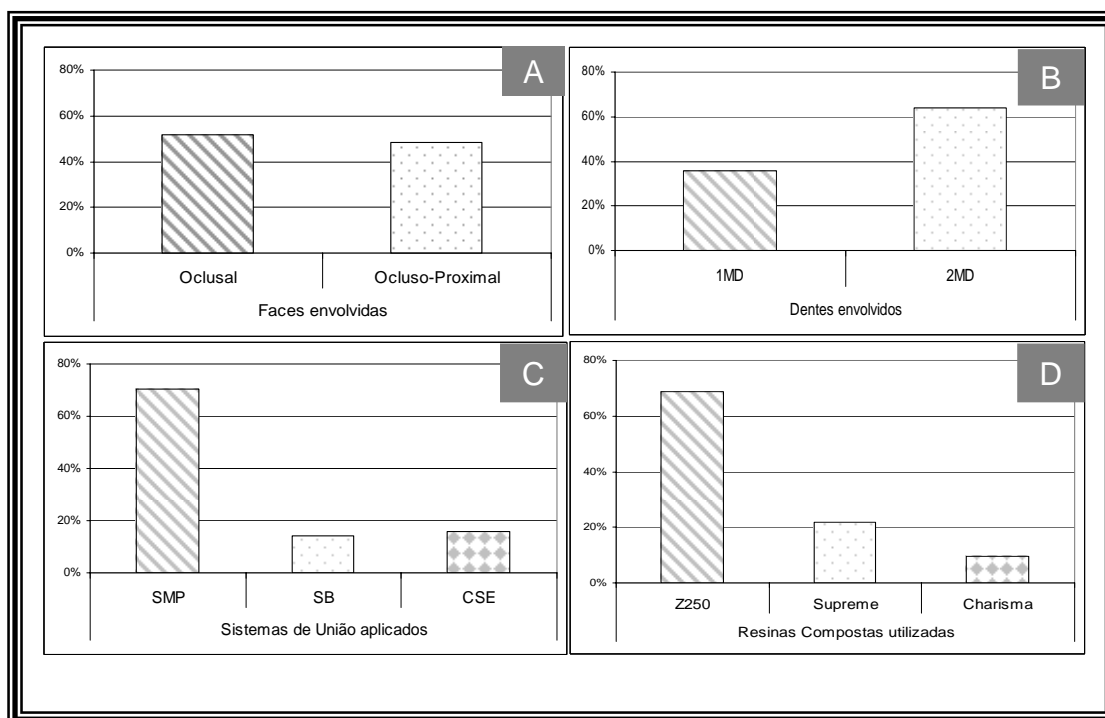 A
80%
60%
40%
20%
0%
Oclusal
Ocluso-Proximal
Faces envolvidas
B
80%
60%
40%
20%
0%
1MD
2MD
Dentes envolvidos
C
80%
60%
40%
20%
0%
SMP
SB
CSE
Sistemas de União aplicados
D
80%
60%
40%
20%
0%
Z250
Supreme
Charisma
Resinas Compostas utilizadas